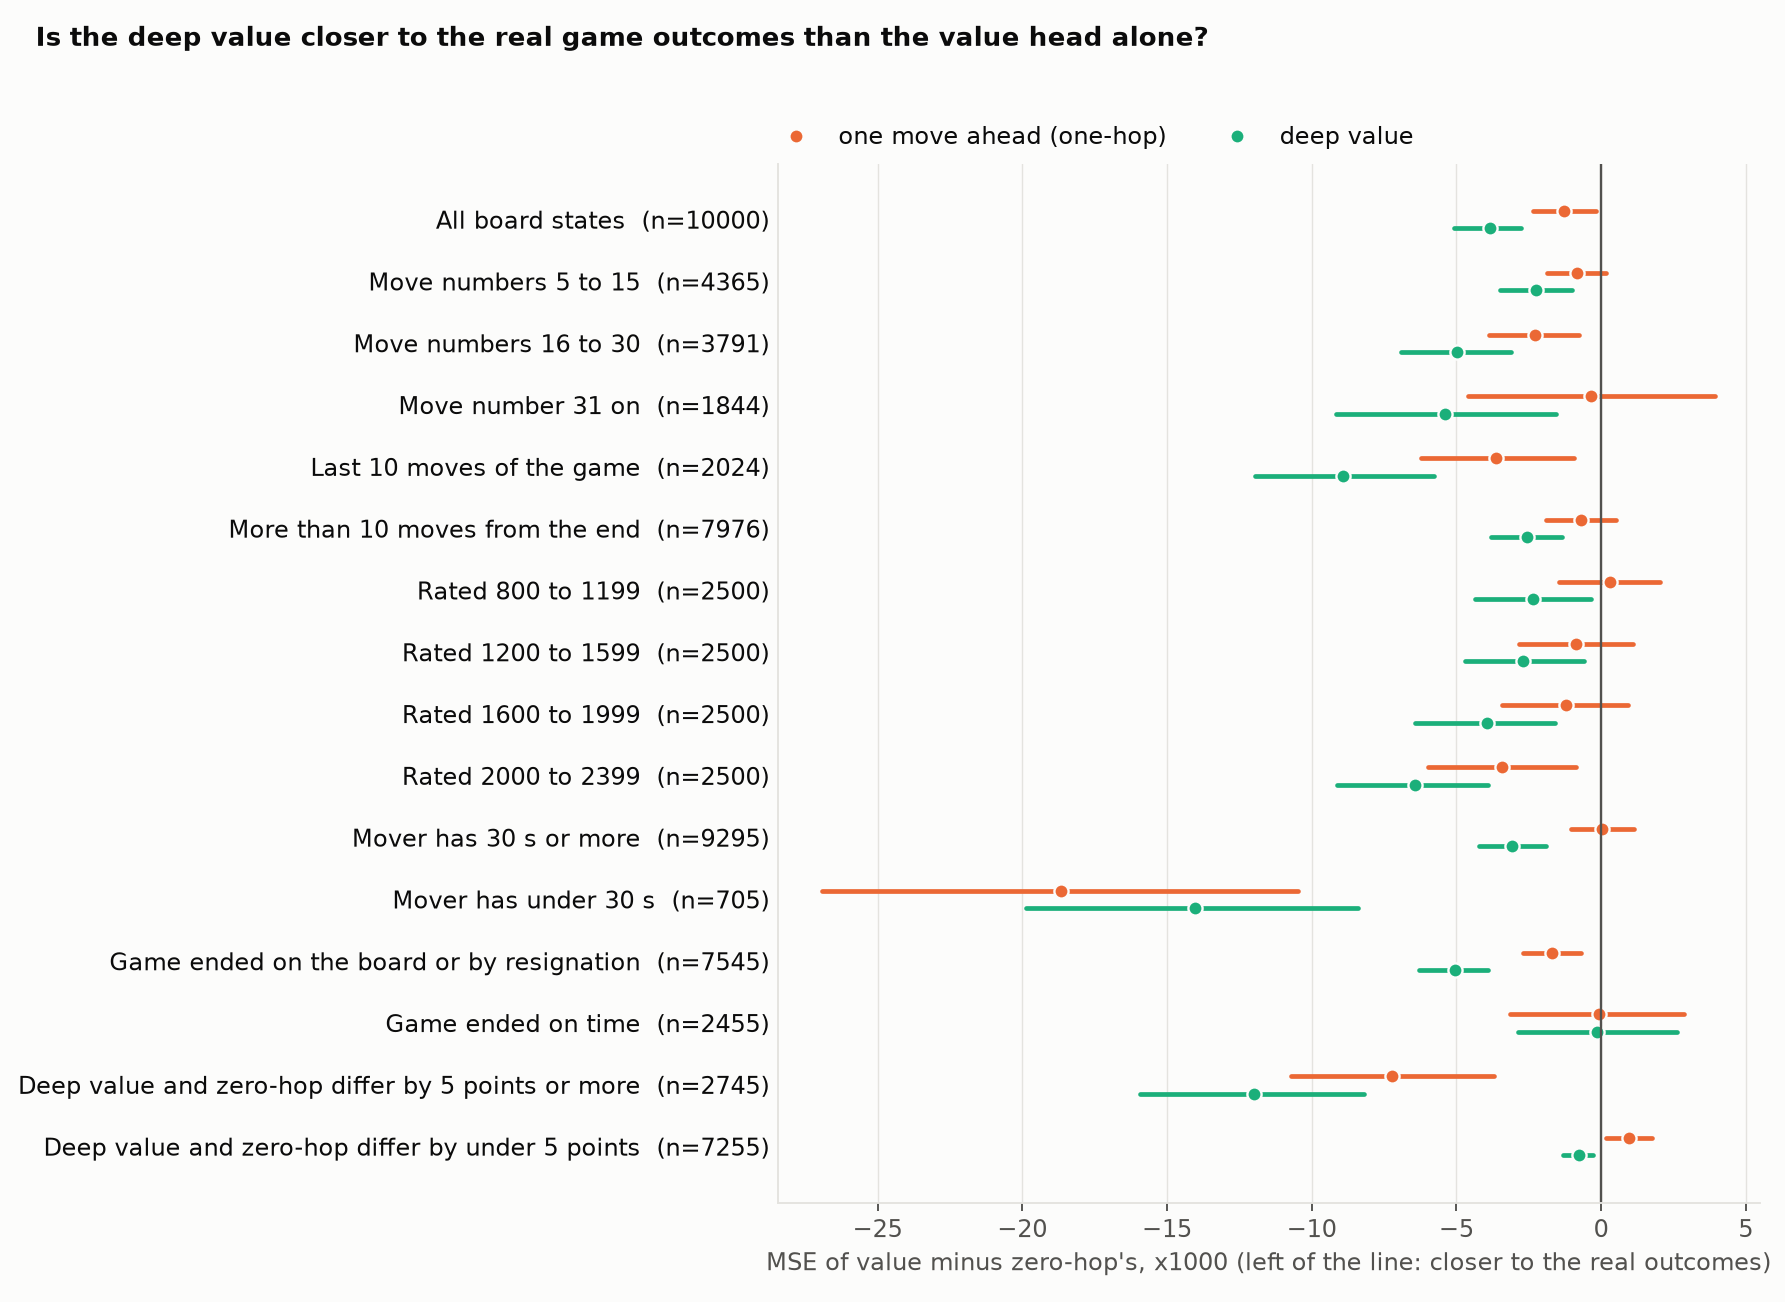 Is the deep value closer to the real game outcomes than the value head alone?
one move ahead (one-hop) deep value
All board states (n=10000)
Move numbers 5 to 15 (n=4365)
Move numbers 16 to 30 (n=3791)
Move number 31 on (n=1844)
Last 10 moves of the game (n=2024)
More than 10 moves from the end (n=7976)
Rated 800 to 1199 (n=2500)
Rated 1200 to 1599 (n=2500)
Rated 1600 to 1999 (n=2500)
Rated 2000 to 2399 (n=2500)
Mover has 30 s or more (n=9295)
Mover has under 30 s (n=705)
Game ended on the board or by resignation (n=7545)
Game ended on time (n=2455)
Deep value and zero-hop differ by 5 points or more (n=2745)
Deep value and zero-hop differ by under 5 points (n=7255)
−25 −20 −15 −10 −5 0 5
MSE of value minus zero-hop's, x1000 (left of the line: closer to the real outcomes)